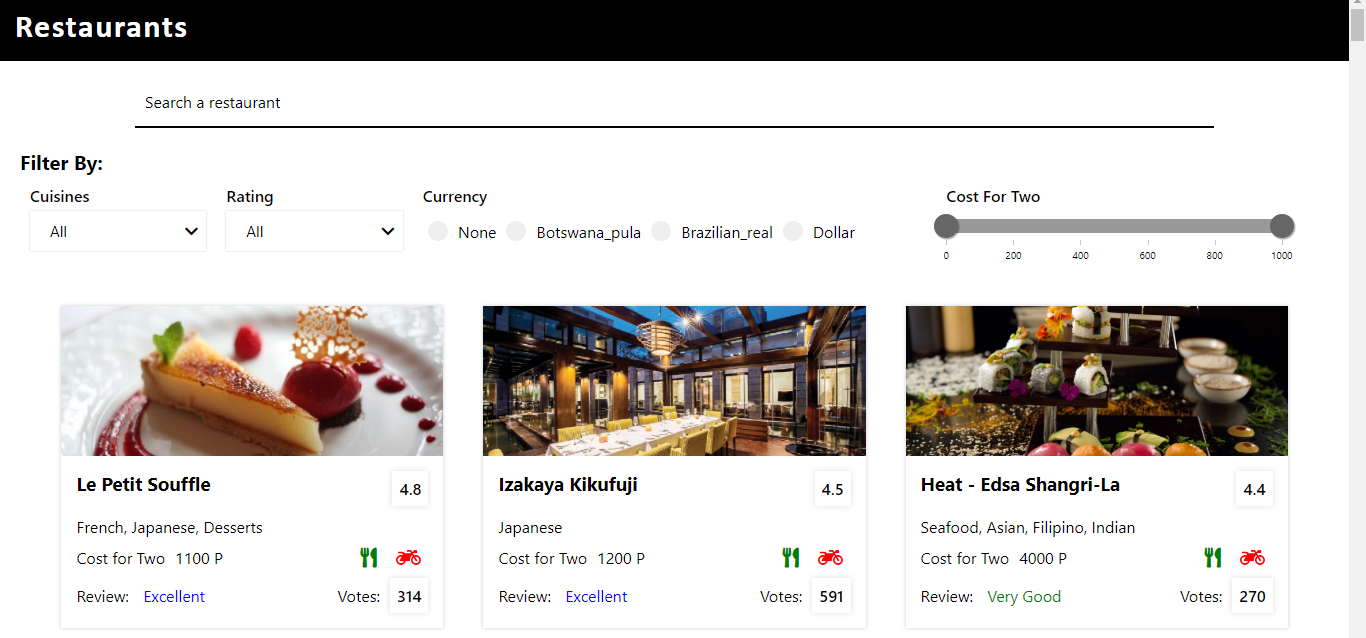 Restaurants
Search a restaurant
Filter By:
Cuisines Rating Currency Cost For Two
All All None Botswana_pula Brazilian_real Dollar
0 200 400 600 800 1000
Le Petit Souffle 4.8
French, Japanese, Desserts
Cost for Two 1100 P
Review: Excellent Votes: 314
Izakaya Kikufuji 4.5
Japanese
Cost for Two 1200 P
Review: Excellent Votes: 591
Heat - Edsa Shangri-La 4.4
Seafood, Asian, Filipino, Indian
Cost for Two 4000 P
Review: Very Good Votes: 270